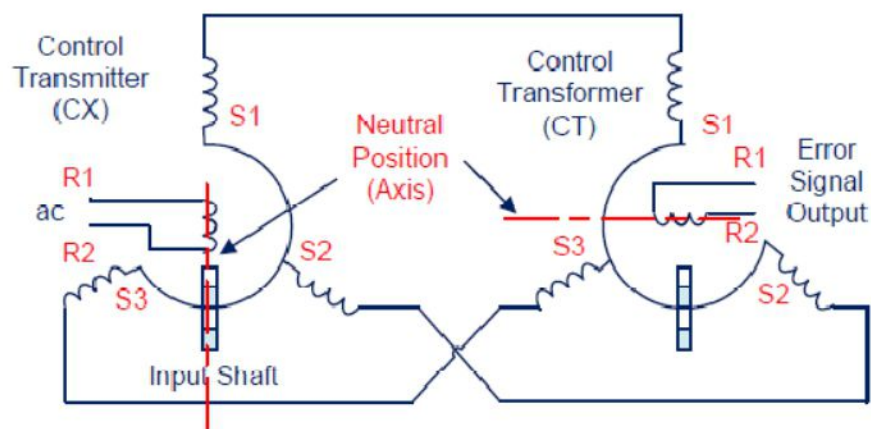 Control
Transmitter
(CX)
S1
R1
ac
R2
S3
S2
Input Shaft
Neutral
Position
(Axis)
Control
Transformer
(CT)
S1
R1
Error
Signal
Output
R2
S3
S2